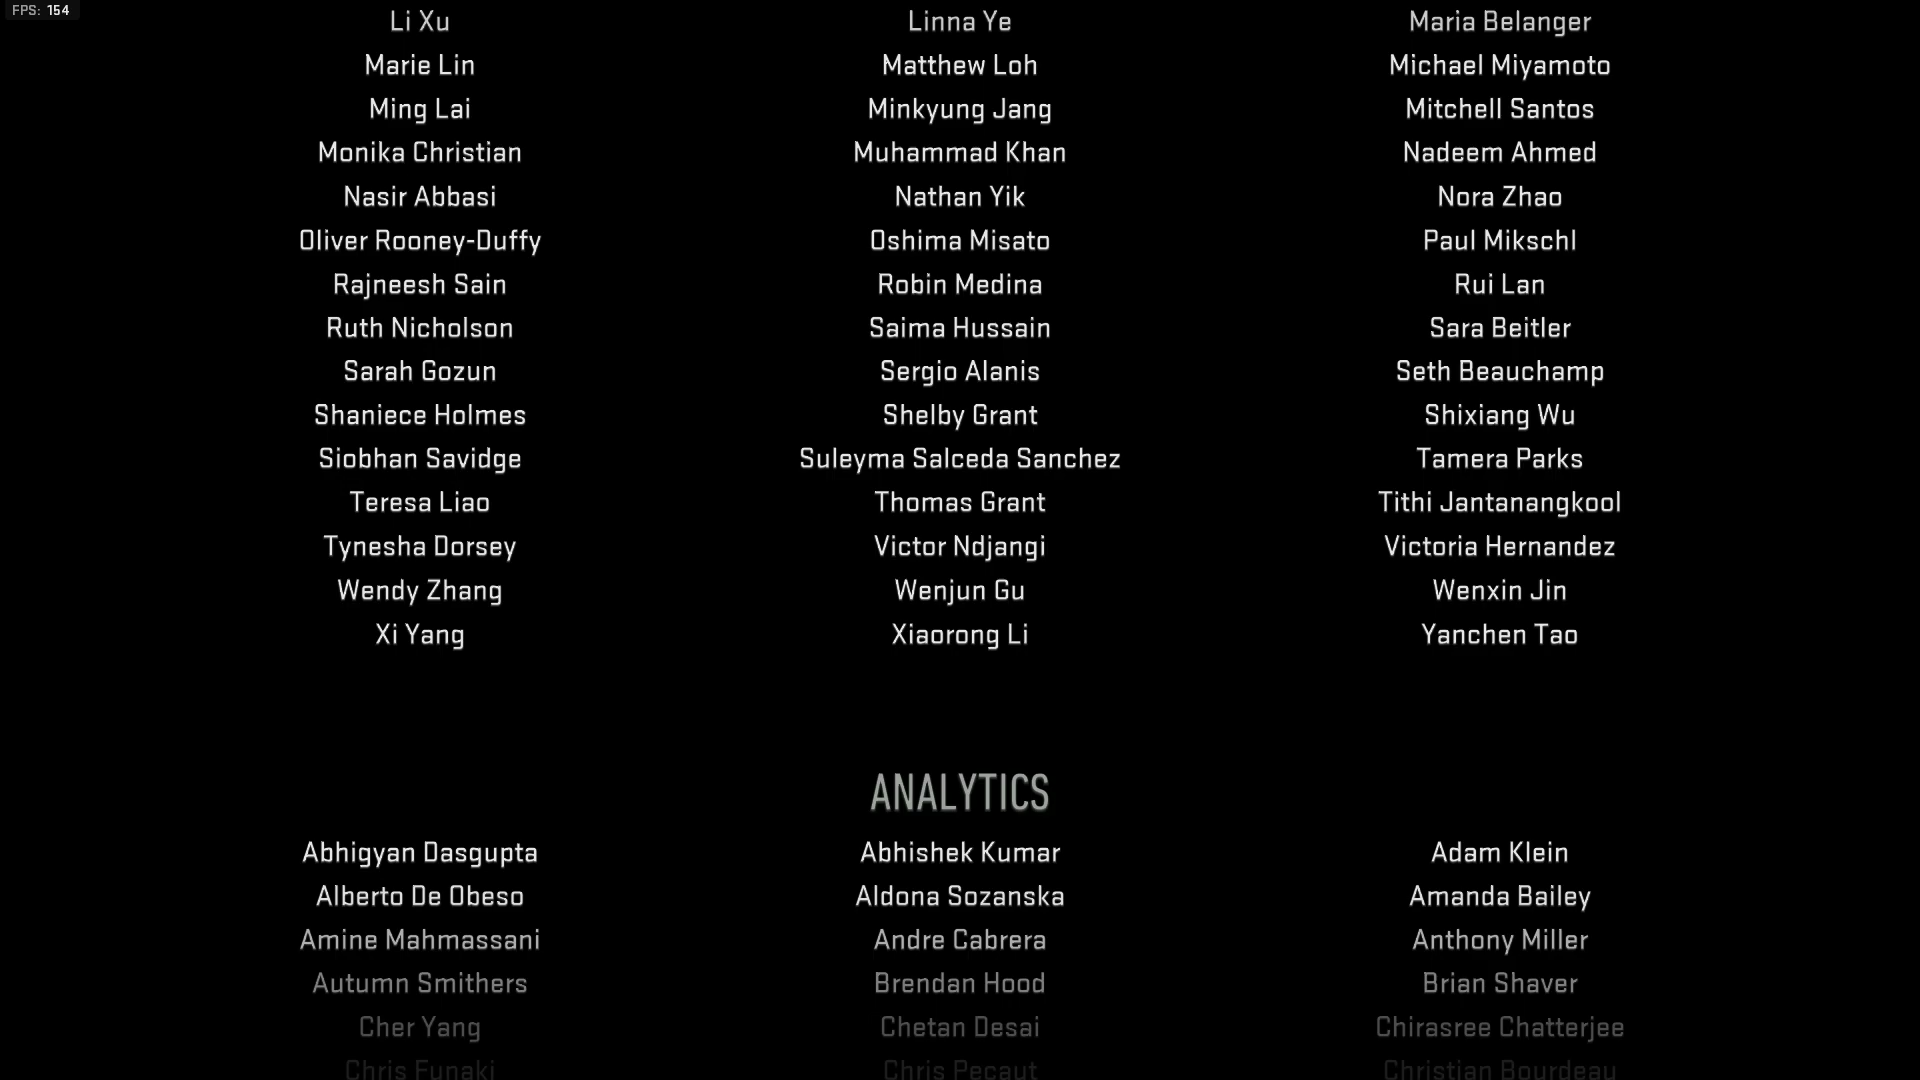 FPS: 154
Li Xu Linna Ye Maria Belanger
Marie Lin Matthew Loh Michael Miyamoto
Ming Lai Minkyung Jang Mitchell Santos
Monika Christian Muhammad Khan Nadeem Ahmed
Nasir Abbasi Nathan Yik Nora Zhao
Oliver Rooney-Duffy Oshima Misato Paul Mikschl
Rajneesh Sain Robin Medina Rui Lan
Ruth Nicholson Saima Hussain Sara Beitler
Sarah Gozun Sergio Alanis Seth Beauchamp
Shaniece Holmes Shelby Grant Shixiang Wu
Siobhan Savidge Suleyma Salceda Sanchez Tamera Parks
Teresa Liao Thomas Grant Tithi Jantanangkool
Tynesha Dorsey Victor Ndjangi Victoria Hernandez
Wendy Zhang Wenjun Gu Wenxin Jin
Xi Yang Xiaorong Li Yanchen Tao
ANALYTICS
Abhigyan Dasgupta Abhishek Kumar Adam Klein
Alberto De Obeso Aldona Sozanska Amanda Bailey
Amine Mahmassani Andre Cabrera Anthony Miller
Autumn Smithers Brendan Hood Brian Shaver
Cher Yang Chetan Desai Chirasree Chatterjee
Chris Funaki Chris Pecaut Christian Bourdeau